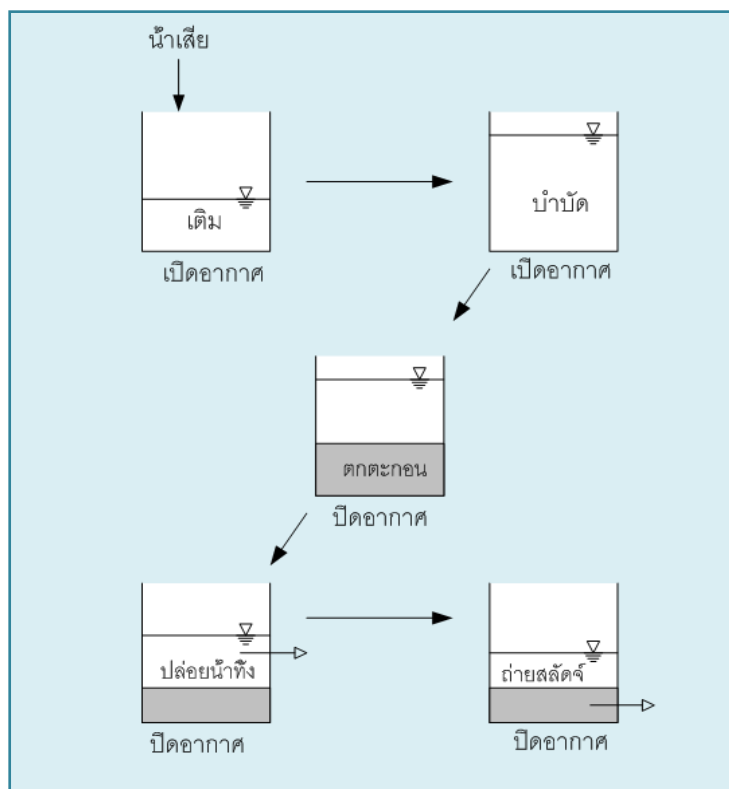 น้ำเสีย
เติม
บำบัด
เปิดอากาศ
เปิดอากาศ
ตกตะกอน
ปิดอากาศ
ปล่อยน้ำทิ้ง
ถ่ายสลัดจ์
ปิดอากาศ
ปิดอากาศ